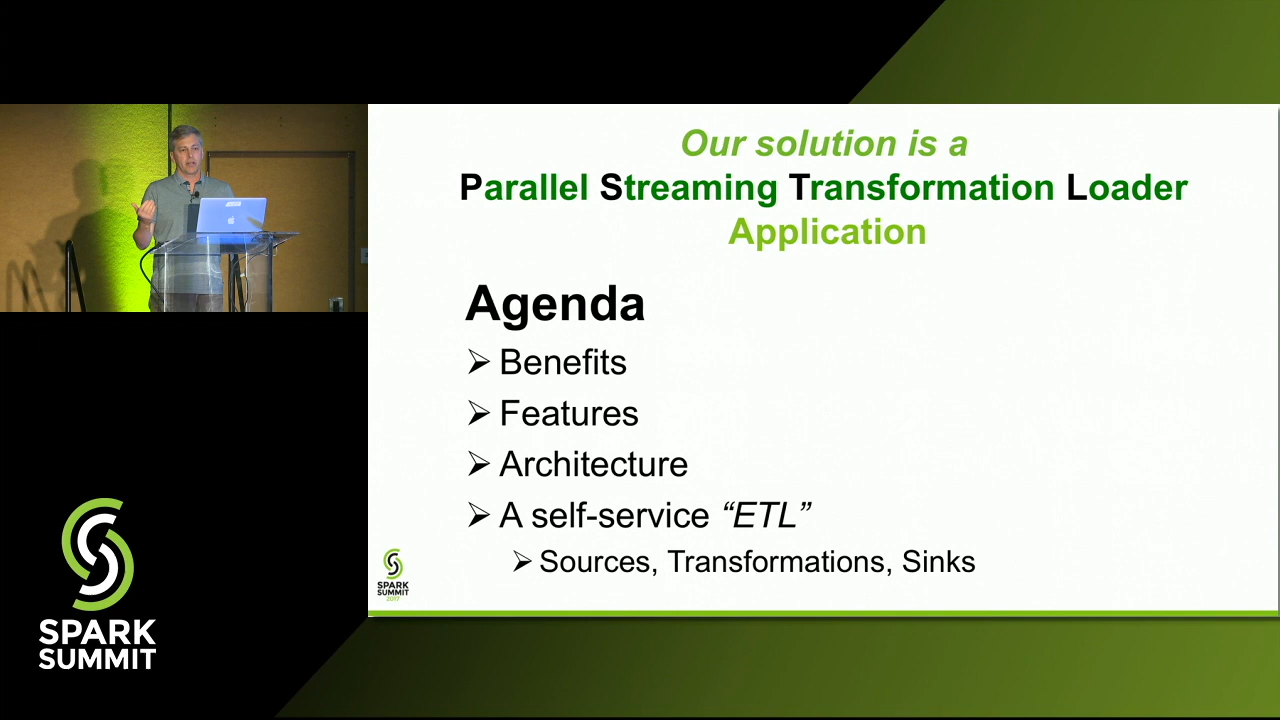 Our solution is a
Parallel Streaming Transformation Loader
Application
Agenda
Benefits
Features
Architecture
A self-service “ETL”
Sources, Transformations, Sinks
SPARK
SUMMIT
2017
SPARK
SUMMIT